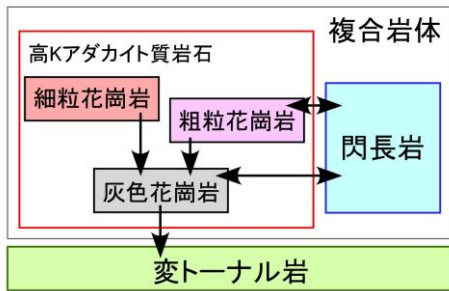 複合岩体
高Kアダカイト質岩石
細粒花崗岩
粗粒花崗岩
閃長岩
灰色花崗岩
変トーナル岩